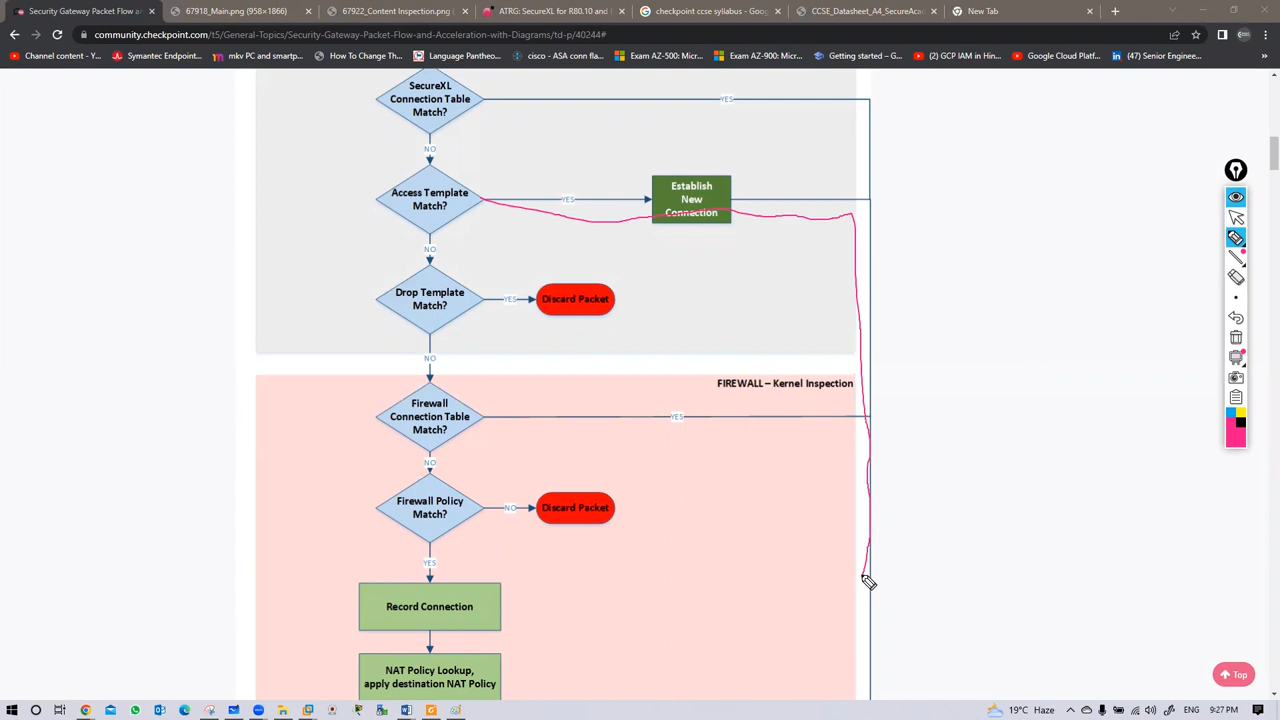 Security Gateway Packet Flow an
67918_Main.png (958×1866)
67922_Content Inspection.png (10
ATRG: SecureXL for R80.10 and b
checkpoint ccse syllabus - Goog
CCSE_Datasheet_A4_SecureAcad
New Tab
community.checkpoint.com/t5/General-Topics/Security-Gateway-Packet-Flow-and-Acceleration-with-Diagrams/td-p/40244#
Channel content - Y...
Symantec Endpoint...
mkv PC and smartp...
How To Change Th...
Language Pantheo...
cisco - ASA conn fla...
Exam AZ-500: Micr...
Exam AZ-900: Micr...
Getting started – G...
(2) GCP IAM in Hin...
Google Cloud Platf...
(47) Senior Enginee...
SecureXL
Connection Table
Match?
YES
NO
Access Template
Match?
YES
Establish
New
Connection
NO
Drop Template
Match?
YES
Discard Packet
NO
FIREWALL – Kernel Inspection
Firewall
Connection Table
Match?
YES
NO
Firewall Policy
Match?
NO
Discard Packet
YES
Record Connection
NAT Policy Lookup,
apply destination NAT Policy
Top
19°C Haze
9:27 PM